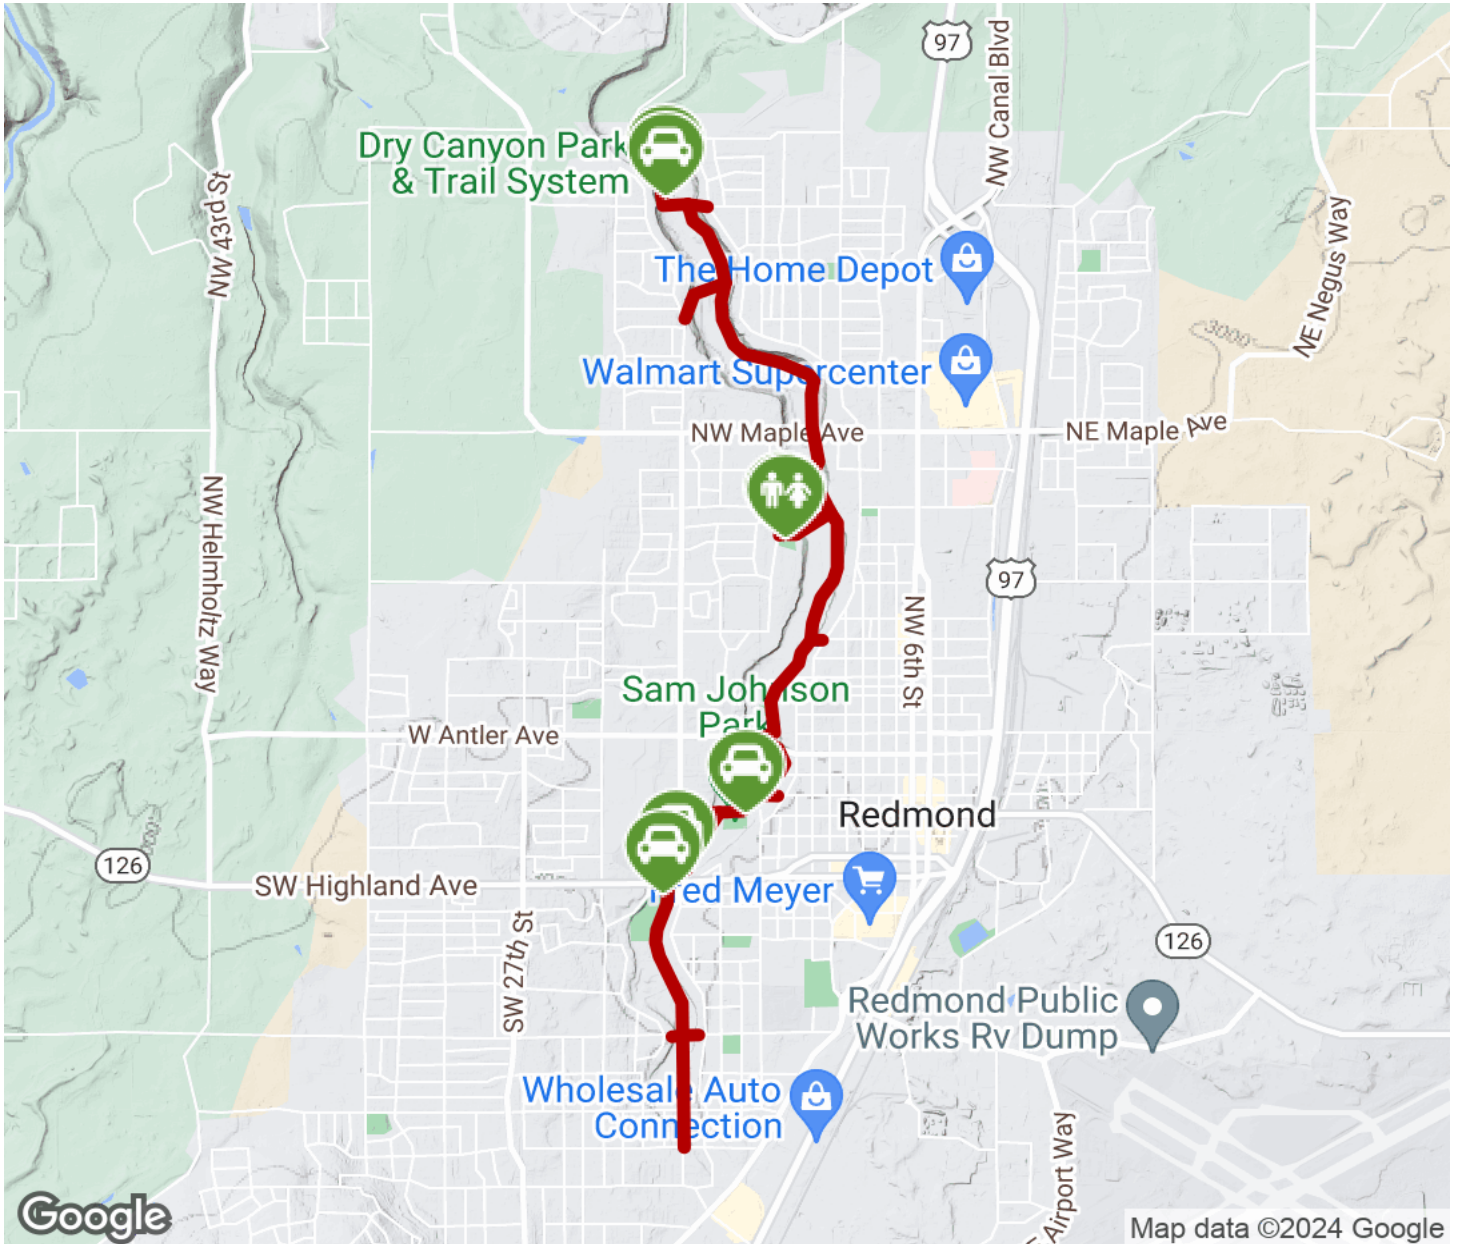 97
NW Canal Blvd
Dry Canyon Park
& Trail System
NW 43rd St
The Home Depot
NE Negus Way
3000
Walmart Supercenter
NW Maple Ave
NE Maple Ave
NW Helmholtz Way
97
NW 6th St
Sam Johnson
Park
W Antler Ave
3000
Redmond
126
SW Highland Ave
Fred Meyer
SW 27th St
126
Redmond Public
Works Rv Dump
Wholesale Auto
Connection
Airport Way
Google
Map data ©2024 Google